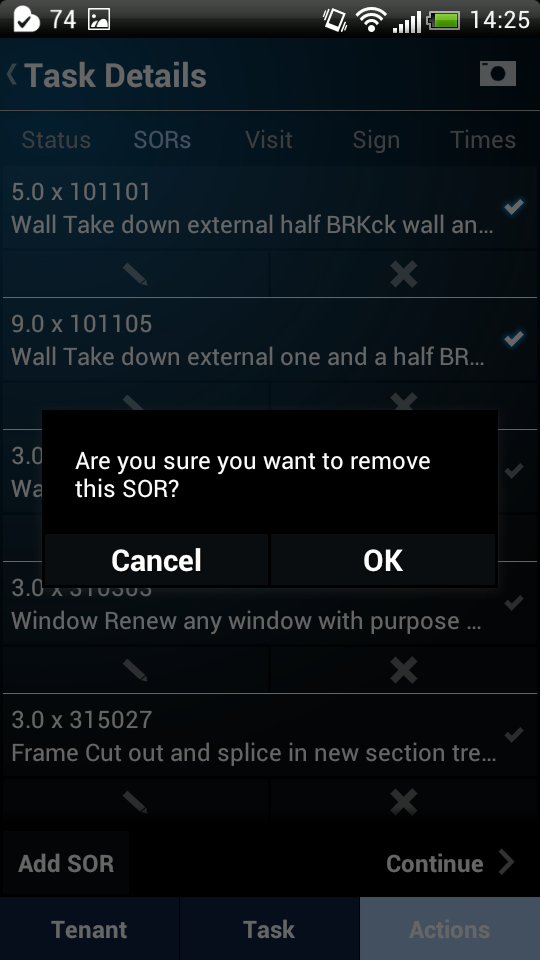 74
14:25
Task Details
Status SORs Visit Sign Times
5.0 x 101101
Wall Take down external half BRKck wall an...
9.0 x 101105
Wall Take down external one and a half BR...
3.0
Wa
Are you sure you want to remove
this SOR?
Cancel OK
3.0 x 310303
Window Renew any window with purpose ...
3.0 x 315027
Frame Cut out and splice in new section tre...
Add SOR Continue
Tenant Task Actions